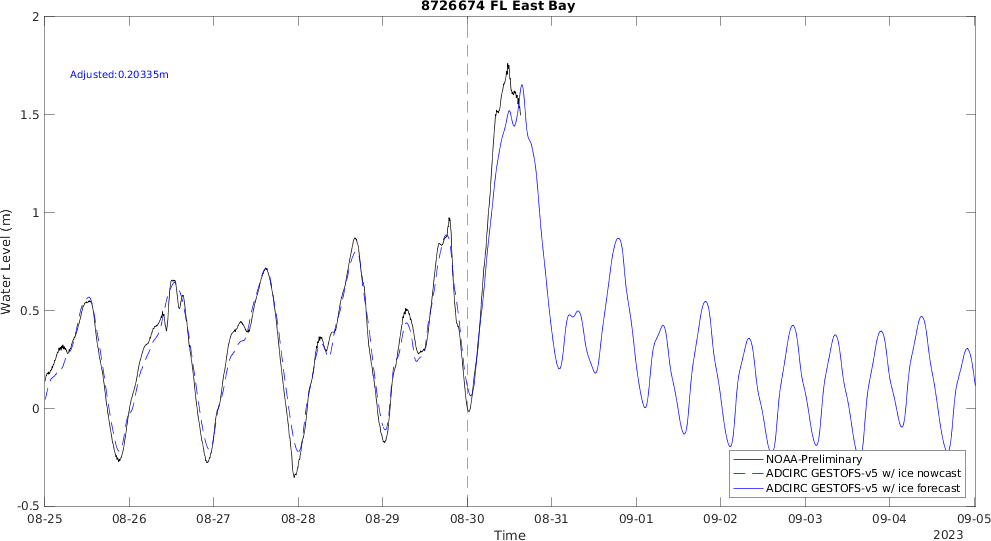 8726674 FL East Bay
Adjusted:0.20335m
Water Level (m)
2
1.5
1
0.5
0
-0.5
08-25 08-26 08-27 08-28 08-29 08-30 08-31 09-01 09-02 09-03 09-04 09-05
Time
2023
NOAA-Preliminary
ADCIRC GESTOFS-v5 w/ ice nowcast
ADCIRC GESTOFS-v5 w/ ice forecast